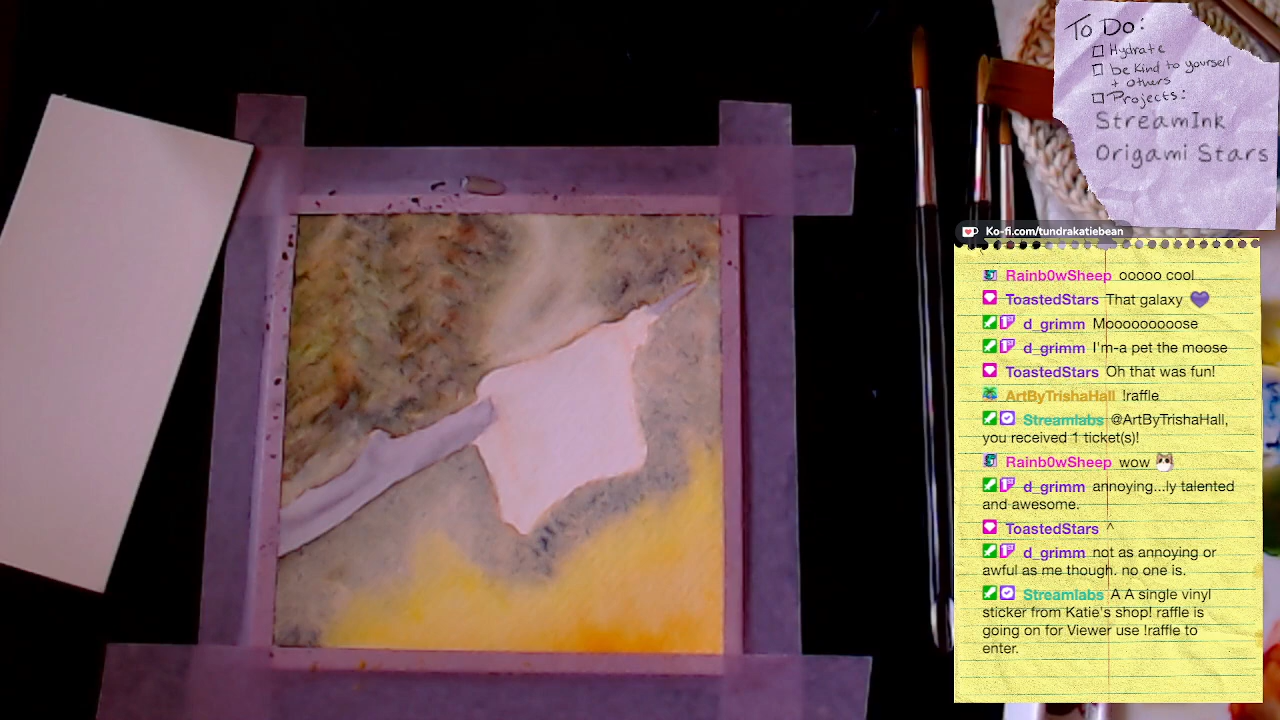 To Do:
Hydrate
be Kind to yourself
+ others
Projects:
StreamInk
Origami Stars
Ko-fi.com/tundrakatiebean
Rainb0wSheep ooooo cool
ToastedStars That galaxy 💜
d_grimm Mooooooooose
d_grimm I'm-a pet the moose
ToastedStars Oh that was fun!
ArtByTrishaHall !raffle
Streamlabs @ArtByTrishaHall,
you received 1 ticket(s)!
Rainb0wSheep wow
d_grimm annoying...ly talented
and awesome.
ToastedStars ^
d_grimm not as annoying or
awful as me though. no one is.
Streamlabs A A single vinyl
sticker from Katie's shop! raffle is
going on for Viewer use !raffle to
enter.